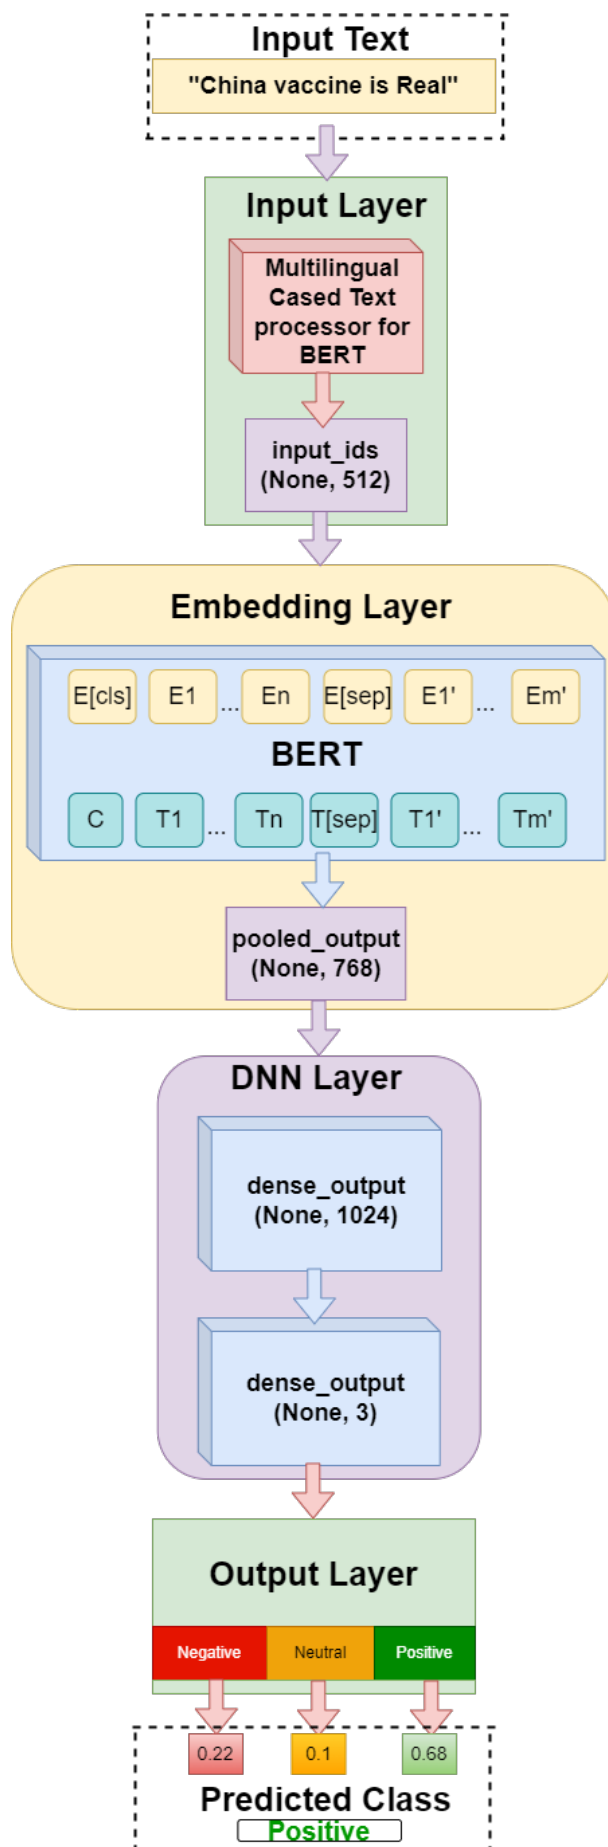 Input Text
"China vaccine is Real"
Input Layer
Multilingual
Cased Text
processor for
BERT
input_ids
(None, 512)
Embedding Layer
E[cls] E1 ... En E[sep] E1' ... Em'
BERT
C T1 ... Tn T[sep] T1' ... Tm'
pooled_output
(None, 768)
DNN Layer
dense_output
(None, 1024)
dense_output
(None, 3)
Output Layer
Negative Neutral Positive
0.22 0.1 0.68
Predicted Class
Positive